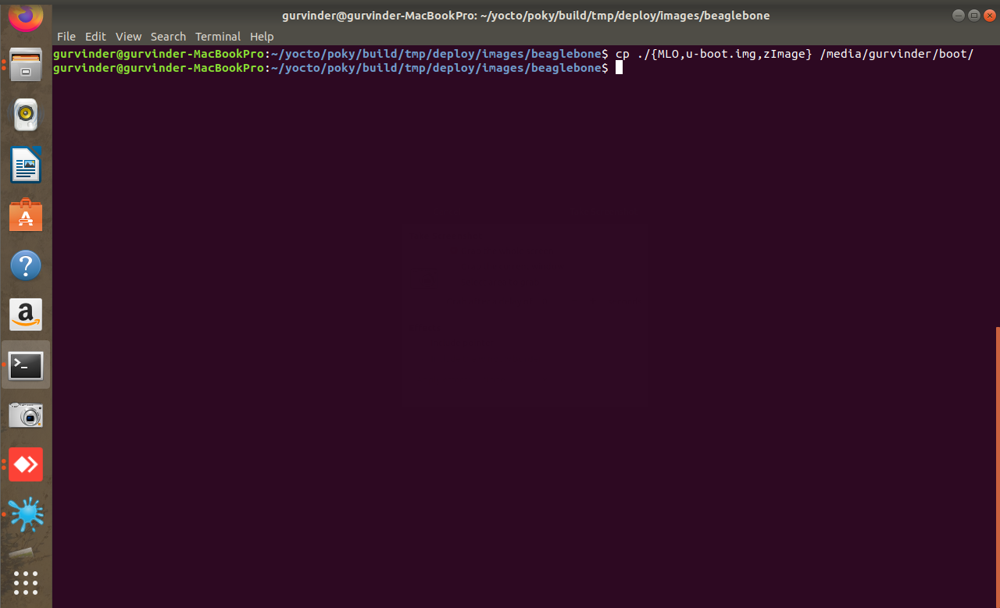 gurvinder@gurvinder-MacBookPro: ~/yocto/poky/build/tmp/deploy/images/beaglebone
File Edit View Search Terminal Help
gurvinder@gurvinder-MacBookPro:~/yocto/poky/build/tmp/deploy/images/beaglebone$ cp ./{MLO,u-boot.img,zImage} /media/gurvinder/boot/
gurvinder@gurvinder-MacBookPro:~/yocto/poky/build/tmp/deploy/images/beaglebone$